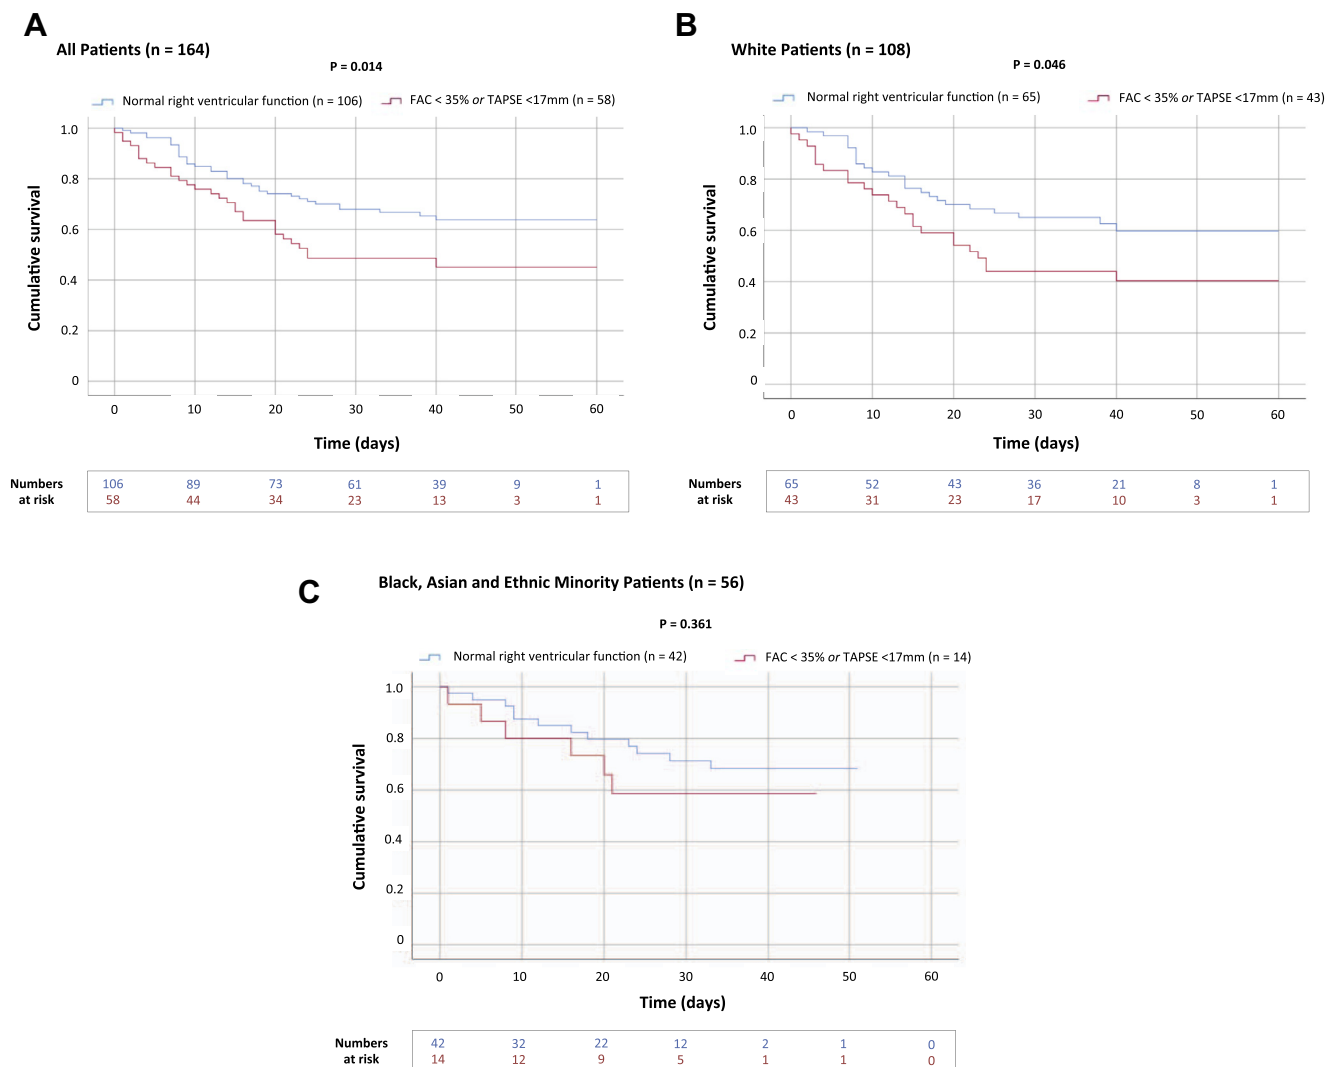 A
All Patients (n = 164)
P = 0.014
Normal right ventricular function (n = 106) FAC < 35% or TAPSE <17mm (n = 58)
Cumulative survival
1.0
0.8
0.6
0.4
0.2
0
0 10 20 30 40 50 60
Time (days)
Numbers at risk
106 89 73 61 39 9 1
58 44 34 23 13 3 1
B
White Patients (n = 108)
P = 0.046
Normal right ventricular function (n = 65) FAC < 35% or TAPSE <17mm (n = 43)
Cumulative survival
1.0
0.8
0.6
0.4
0.2
0
0 10 20 30 40 50 60
Time (days)
Numbers at risk
65 52 43 36 21 8 1
43 31 23 17 10 3 1
C
Black, Asian and Ethnic Minority Patients (n = 56)
P = 0.361
Normal right ventricular function (n = 42) FAC < 35% or TAPSE <17mm (n = 14)
Cumulative survival
1.0
0.8
0.6
0.4
0.2
0
0 10 20 30 40 50 60
Time (days)
Numbers at risk
42 32 22 12 2 1 0
14 12 9 5 1 1 0